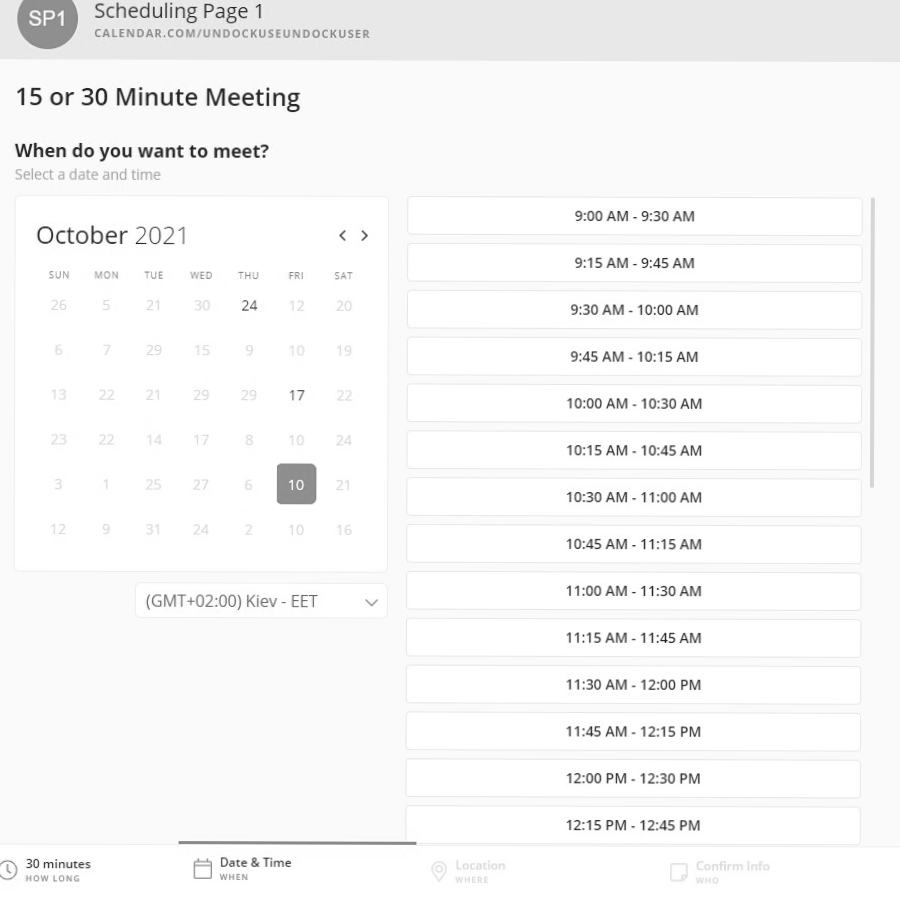 SP1
Scheduling Page 1
CALENDAR.COM/UNDOCKUSEUNDOCKUSER
15 or 30 Minute Meeting
When do you want to meet?
Select a date and time
October 2021
SUN MON TUE WED THU FRI SAT
26 5 21 30 24 12 20
6 7 29 15 9 10 19
13 22 21 29 29 17 22
23 22 14 17 8 10 24
3 1 25 27 6 10 21
12 9 31 24 2 10 16
(GMT+02:00) Kiev - EET
9:00 AM - 9:30 AM
9:15 AM - 9:45 AM
9:30 AM - 10:00 AM
9:45 AM - 10:15 AM
10:00 AM - 10:30 AM
10:15 AM - 10:45 AM
10:30 AM - 11:00 AM
10:45 AM - 11:15 AM
11:00 AM - 11:30 AM
11:15 AM - 11:45 AM
11:30 AM - 12:00 PM
11:45 AM - 12:15 PM
12:00 PM - 12:30 PM
12:15 PM - 12:45 PM
30 minutes
HOW LONG
Date & Time
WHEN
Location
WHERE
Confirm Info
WHO